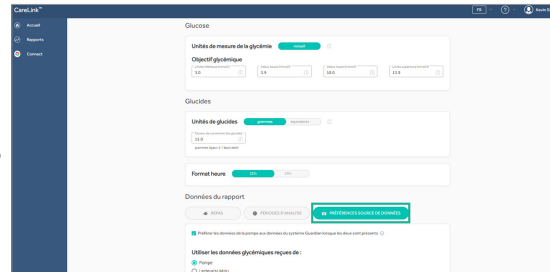 CareLink™
FR
Kevin S
Accueil
Rapports
Connect
Glucose
Unités de mesure de la glycémie
mmol/l
Objectif glycémique
3.0
3.9
10.0
13.9
Glucides
Unités de glucides
grammes
équivalents
15.0
Format heure
12h
24h
Données du rapport
REPAS
PÉRIODES D'ANALYSE
PRÉFÉRENCES SOURCE DE DONNÉES
Préférer les données de la pompe aux données du système Guardian lorsque les deux sont présents
Utiliser les données glycémiques reçues de :
Pompe